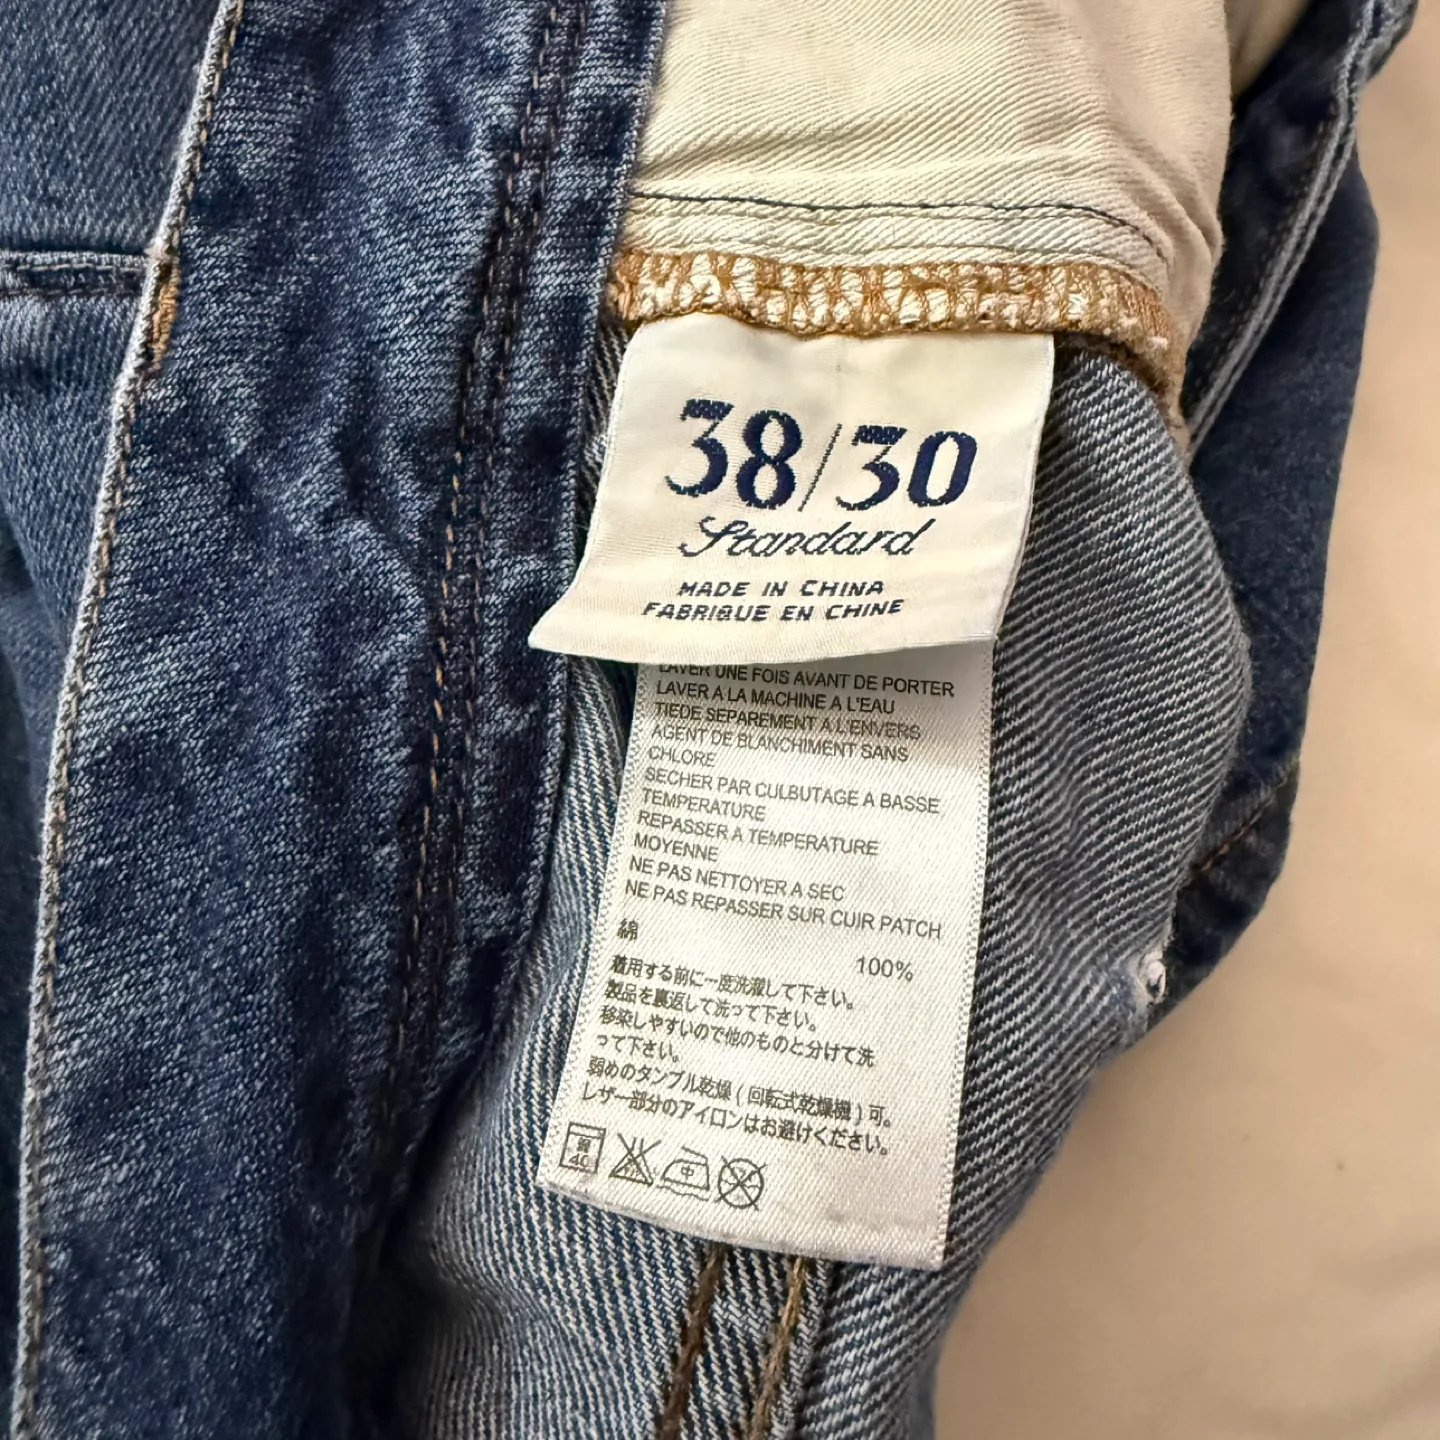 38/30
Standard
MADE IN CHINA
FABRIQUE EN CHINE
LAVER UNE FOIS AVANT DE PORTER
LAVER A LA MACHINE A L'EAU
TIEDE SEPAREMENT A L'ENVERS
AGENT DE BLANCHIMENT SANS
CHLORE
SECHER PAR CULBUTAGE A BASSE
TEMPERATURE
REPASSER A TEMPERATURE
MOYENNE
NE PAS NETTOYER A SEC
NE PAS REPASSER SUR CUIR PATCH
綿
100%
着用する前に一度洗濯して下さい。
製品を裏返して洗って下さい。
移染しやすいので他のものと分けて洗
って下さい。
弱めのタンブル乾燥(回転式乾燥機)可。
レザー部分のアイロンはお避けください。
40 中